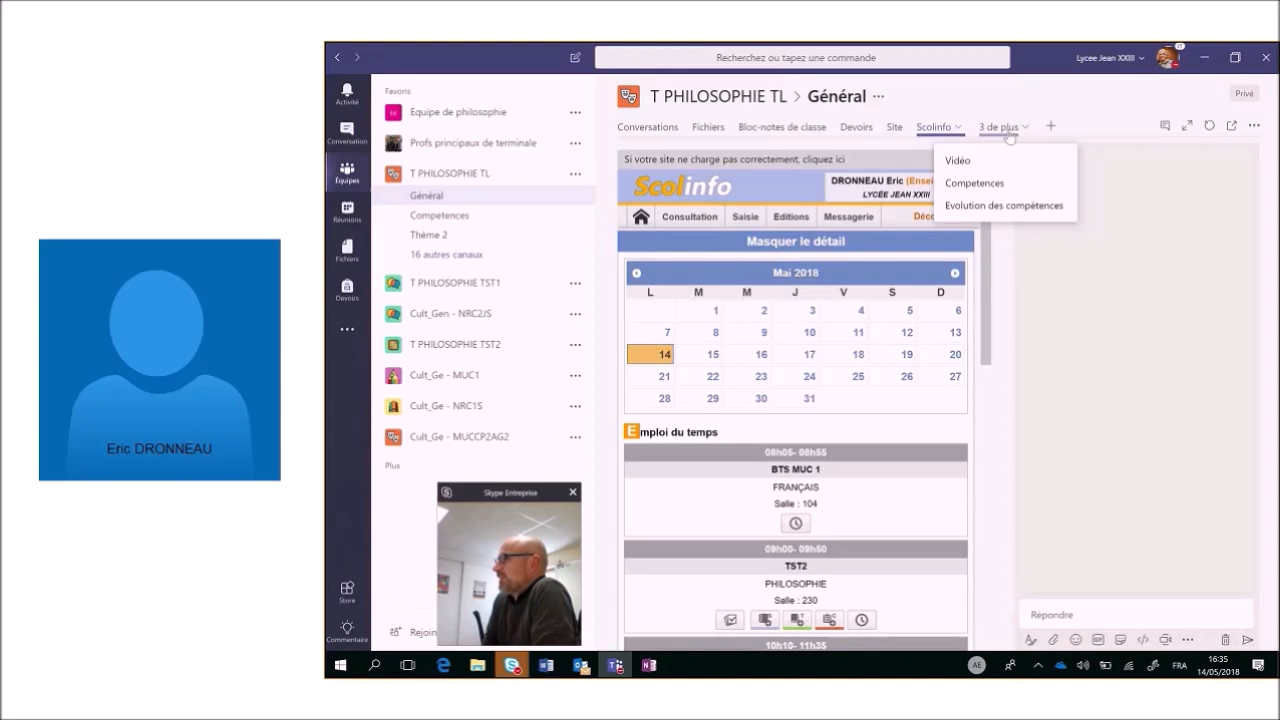 Eric DRONNEAU
Recherchez ou tapez une commande
Lycee Jean XXIII
Activité
Conversation
Équipes
Réunions
Fichiers
Devoirs
Store
Commentaire
Favoris
Equipe de philosophie
Profs principaux de terminale
T PHILOSOPHIE TL
Général
Competences
Thème 2
16 autres canaux
T PHILOSOPHIE TST1
Cult_Gen - NRC2JS
T PHILOSOPHIE TST2
Cult_Ge - MUC1
Cult_Ge - NRC1S
Cult_Ge - MUCCP2AG2
Plus
Skype Entreprise
Rejoin
T PHILOSOPHIE TL > Général
Privé
Conversations Fichiers Bloc-notes de classe Devoirs Site Scolinfo 3 de plus
Vidéo
Competences
Evolution des compétences
Si votre site ne charge pas correctement, cliquez ici
Scolinfo
DRONNEAU Eric (Ensei
LYCÉE JEAN XXIII
Consultation Saisie Editions Messagerie Déco
Masquer le détail
Mai 2018
L M M J V S D
1 2 3 4 5 6
7 8 9 10 11 12 13
14 15 16 17 18 19 20
21 22 23 24 25 26 27
28 29 30 31
Emploi du temps
08h05- 08h55
BTS MUC 1
FRANÇAIS
Salle : 104
09h00- 09h50
TST2
PHILOSOPHIE
Salle : 230
10h10- 11h35
Répondre
AE
FRA
16:35
14/05/2018